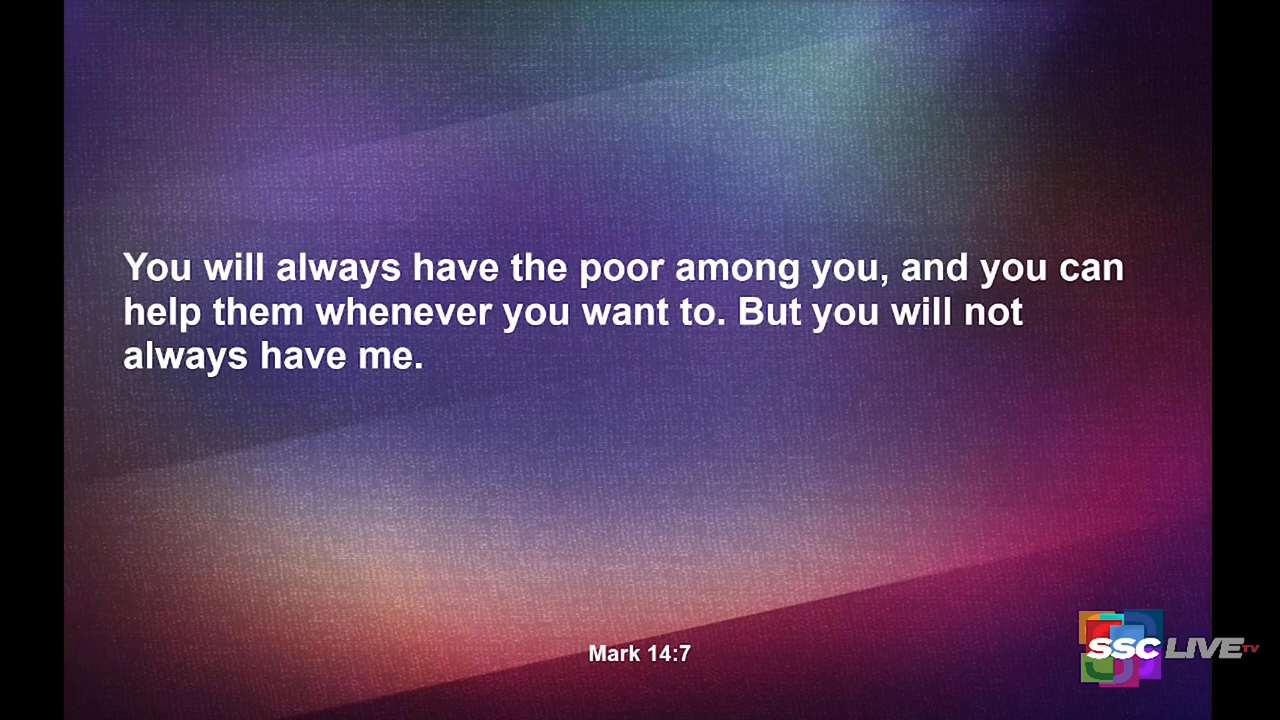 You will always have the poor among you, and you can
help them whenever you want to. But you will not
always have me.
Mark 14:7
SSC LIVE TV